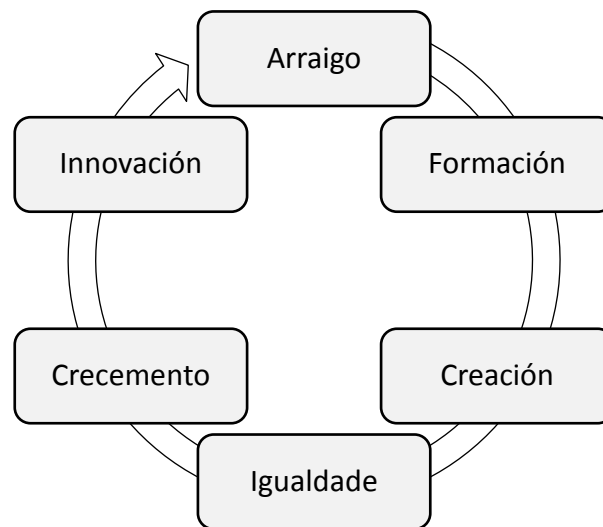 Arraigo
Formación
Creación
Igualdade
Crecemento
Innovación